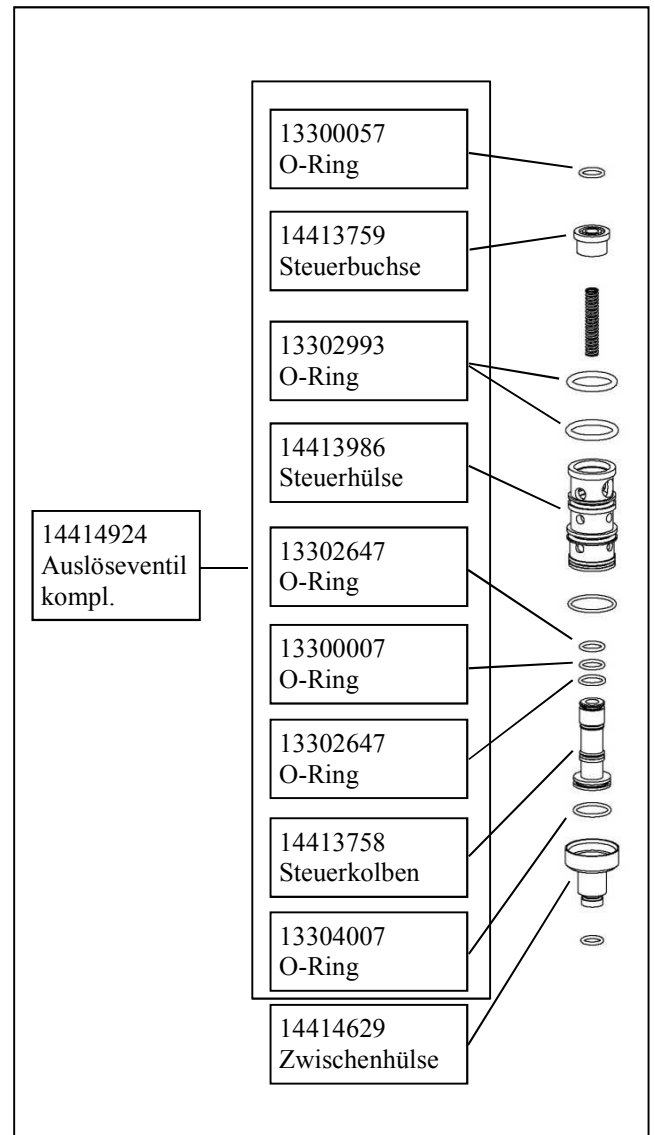 13300057
O-Ring
14413759
Steuerbuchse
13302993
O-Ring
14413986
Steuerhülse
14414924
Auslöseventil
kompl.
13302647
O-Ring
13300007
O-Ring
13302647
O-Ring
14413758
Steuerkolben
13304007
O-Ring
14414629
Zwischenhülse